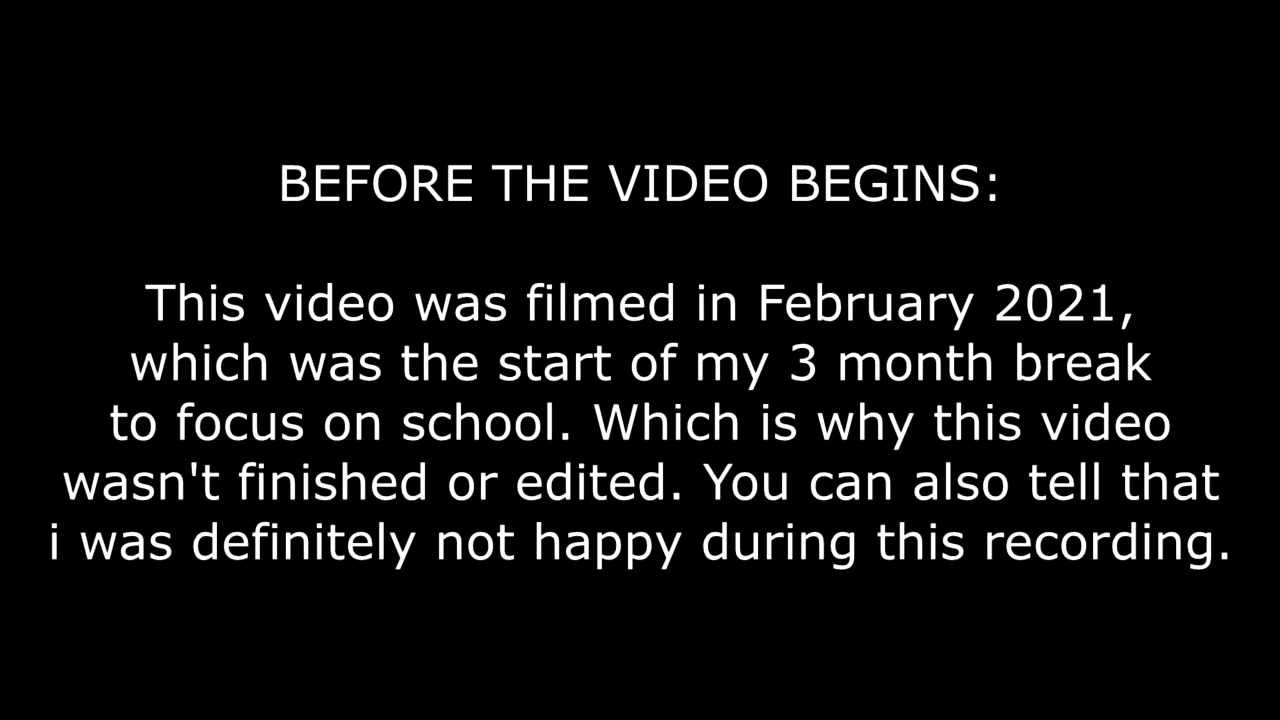 BEFORE THE VIDEO BEGINS:
This video was filmed in February 2021,
which was the start of my 3 month break
to focus on school. Which is why this video
wasn't finished or edited. You can also tell that
i was definitely not happy during this recording.